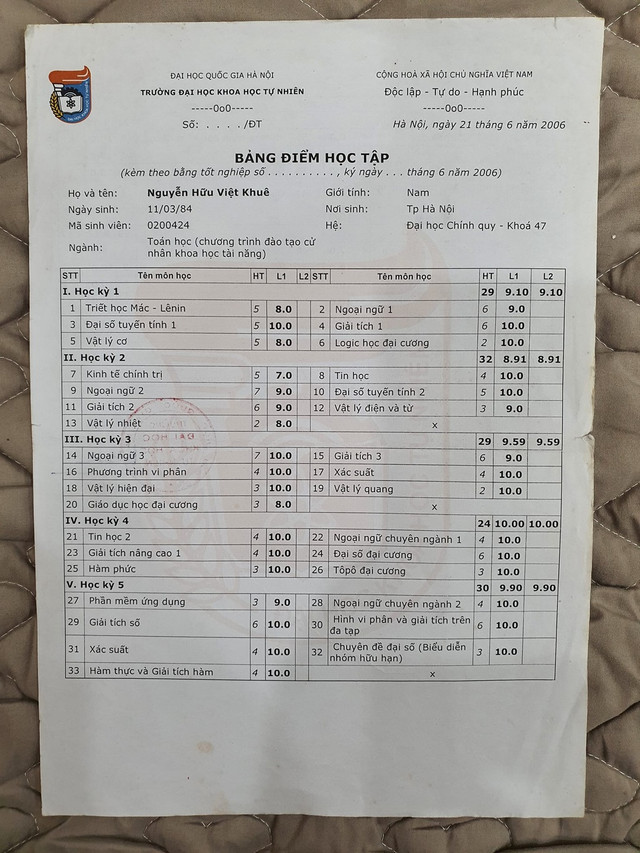 ĐẠI HỌC QUỐC GIA HÀ NỘI
TRƯỜNG ĐẠI HỌC KHOA HỌC TỰ NHIÊN
-----0o0-----
Số: . . . . /ĐT
CỘNG HOÀ XÃ HỘI CHỦ NGHĨA VIỆT NAM
Độc lập - Tự do - Hạnh phúc
-----0o0-----
Hà Nội, ngày 21 tháng 6 năm 2006
BẢNG ĐIỂM HỌC TẬP
(kèm theo bằng tốt nghiệp số . . . . . . . . . . , ký ngày . . . tháng 6 năm 2006)
Họ và tên: Nguyễn Hữu Việt Khuê Giới tính: Nam
Ngày sinh: 11/03/84 Nơi sinh: Tp Hà Nội
Mã sinh viên: 0200424 Hệ: Đại học Chính quy - Khoá 47
Ngành: Toán học (chương trình đào tạo cử
nhân khoa học tài năng)
STT Tên môn học HT L1 L2 STT Tên môn học HT L1 L2
I. Học kỳ 1 29 9.10 9.10
1 Triết học Mác - Lênin 5 8.0 2 Ngoại ngữ 1 6 9.0
3 Đại số tuyến tính 1 5 10.0 4 Giải tích 1 6 10.0
5 Vật lý cơ 5 8.0 6 Logic học đại cương 2 10.0
II. Học kỳ 2 32 8.91 8.91
7 Kinh tế chính trị 5 7.0 8 Tin học 4 10.0
9 Ngoại ngữ 2 7 9.0 10 Đại số tuyến tính 2 5 10.0
11 Giải tích 2 6 9.0 12 Vật lý điện và từ 3 9.0
13 Vật lý nhiệt 2 8.0 x
III. Học kỳ 3 29 9.59 9.59
14 Ngoại ngữ 3 7 10.0 15 Giải tích 3 6 9.0
16 Phương trình vi phân 4 10.0 17 Xác suất 4 10.0
18 Vật lý hiện đại 3 10.0 19 Vật lý quang 2 10.0
20 Giáo dục học đại cương 3 8.0 x
IV. Học kỳ 4 24 10.00 10.00
21 Tin học 2 4 10.0 22 Ngoại ngữ chuyên ngành 1 4 10.0
23 Giải tích nâng cao 1 4 10.0 24 Đại số đại cương 6 10.0
25 Hàm phức 3 10.0 26 Tôpô đại cương 3 10.0
V. Học kỳ 5 30 9.90 9.90
27 Phần mềm ứng dụng 3 9.0 28 Ngoại ngữ chuyên ngành 2 4 10.0
29 Giải tích số 6 10.0 30 Hình vi phân và giải tích trên
đa tạp 6 10.0
31 Xác suất 4 10.0 32 Chuyên đề đại số (Biểu diễn
nhóm hữu hạn) 3 10.0
33 Hàm thực và Giải tích hàm 4 10.0 x